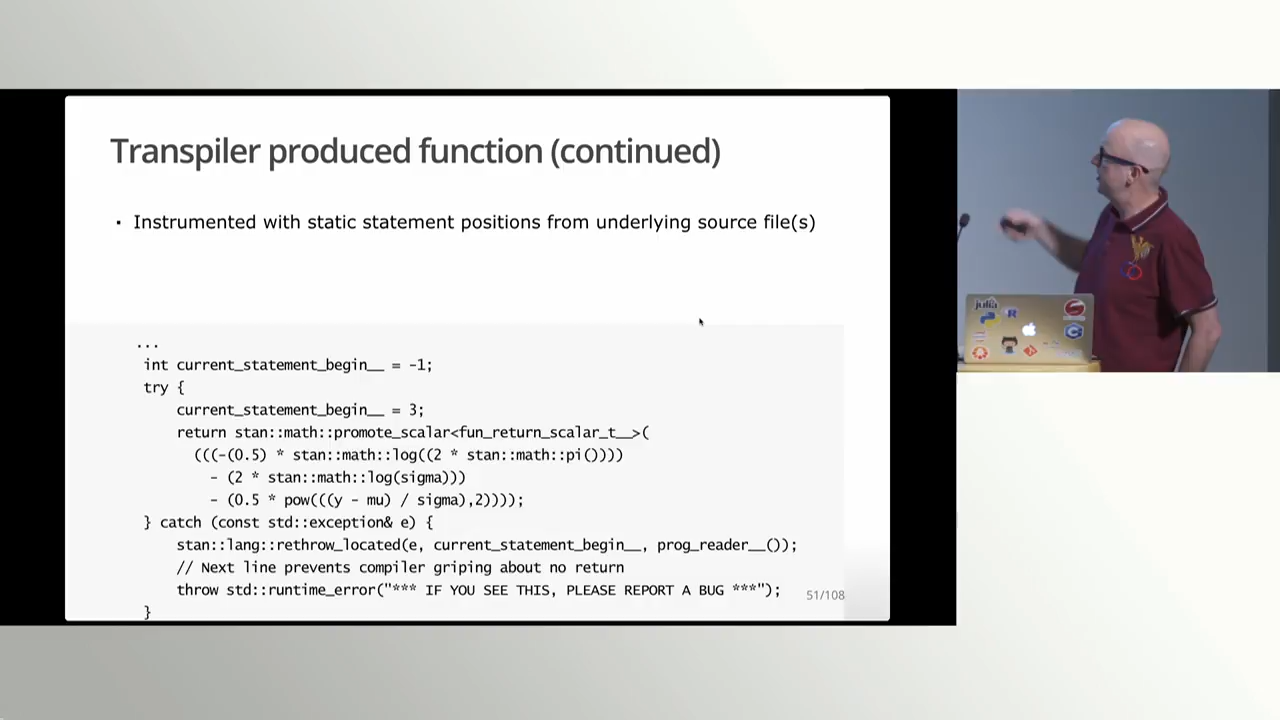 Transpiler produced function (continued)
· Instrumented with static statement positions from underlying source file(s)
...
int current_statement_begin__ = -1;
try {
current_statement_begin__ = 3;
return stan::math::promote_scalar<fun_return_scalar_t__>(
(((-(0.5) * stan::math::log((2 * stan::math::pi())))
- (2 * stan::math::log(sigma)))
- (0.5 * pow(((y - mu) / sigma),2))));
} catch (const std::exception& e) {
stan::lang::rethrow_located(e, current_statement_begin__, prog_reader__());
// Next line prevents compiler griping about no return
throw std::runtime_error("*** IF YOU SEE THIS, PLEASE REPORT A BUG ***");
}
51/108
julia
R
C